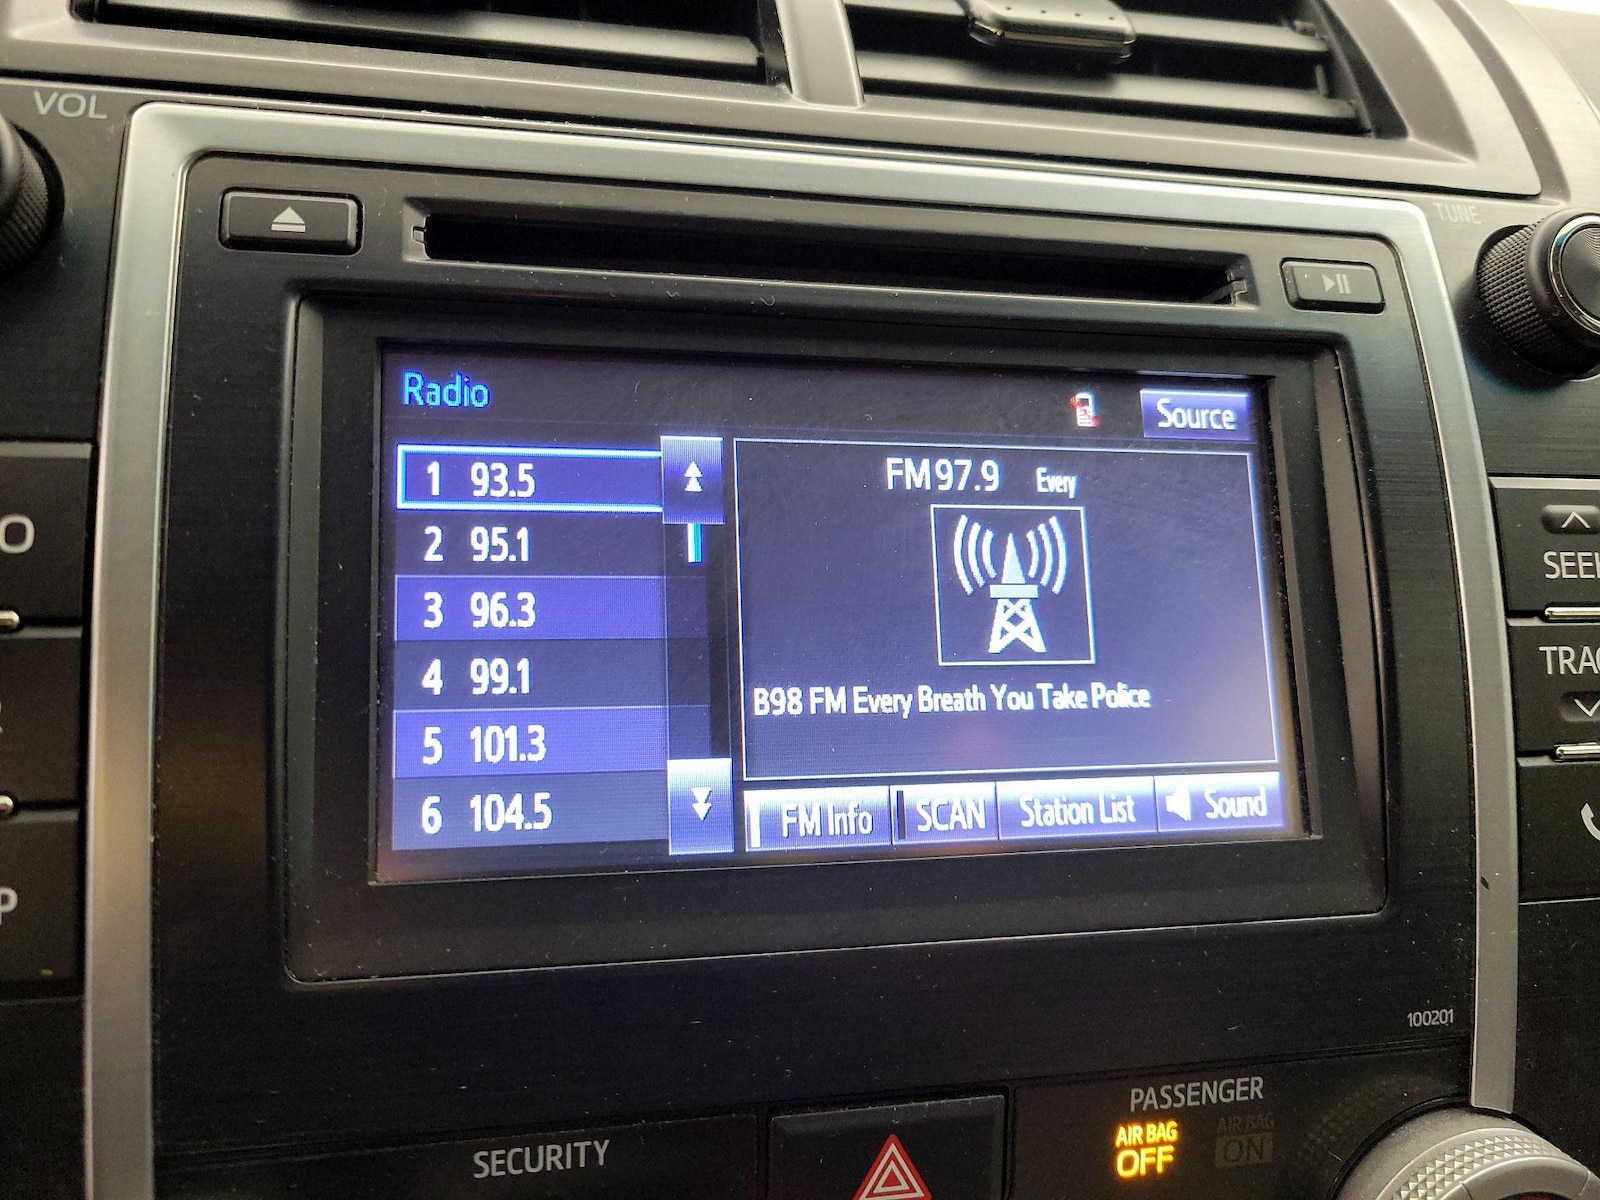 VOL
TUNE
Radio
Source
1 93.5
2 95.1
3 96.3
4 99.1
5 101.3
6 104.5
FM 97.9 Every
B98 FM Every Breath You Take Police
FM Info
SCAN
Station List
Sound
SEEK
TRAC
O
P
100201
SECURITY
PASSENGER
AIR BAG
OFF
AIR BAG
ON